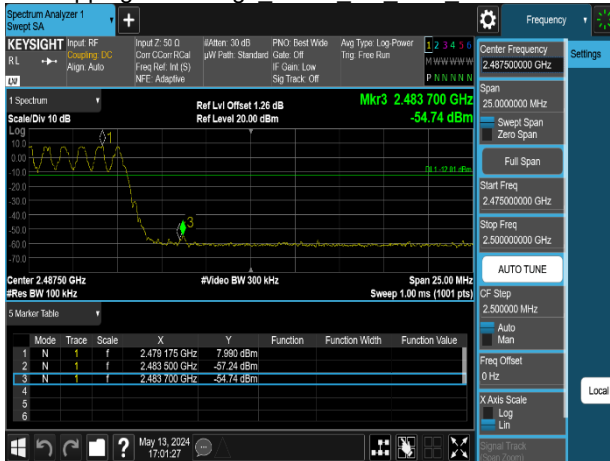 Spectrum Analyzer 1
Swept SA
+
Frequency
KEYSIGHT
RL
Input: RF
Coupling: DC
Align: Auto
Input Z: 50 Ω
Corr CCorr RCal
Freq Ref: Int (S)
NFE: Adaptive
#Atten: 30 dB
µW Path: Standard
PNO: Best Wide
Gate: Off
IF Gain: Low
Sig Track: Off
Avg Type: Log-Power
Trig: Free Run
1 2 3 4 5 6
M W W W W W
P N N N N N
LXI
1 Spectrum
Scale/Div 10 dB
Log
Ref Lvl Offset 1.26 dB
Ref Level 20.00 dBm
Mkr3 2.483 700 GHz
-54.74 dBm
10.0
0.00
-10.0
-20.0
-30.0
-40.0
-50.0
-60.0
-70.0
1
3
Center 2.48750 GHz
#Res BW 100 kHz
#Video BW 300 kHz
Span 25.00 MHz
Sweep 1.00 ms (1001 pts)
5 Marker Table
Mode Trace Scale X Y Function Function Width Function Value
1 N 1 f 2.479 175 GHz 7.990 dBm
2 N 1 f 2.483 500 GHz -57.24 dBm
3 N 1 f 2.483 700 GHz -54.74 dBm
4
5
6
?
May 13, 2024
17:01:27
Center Frequency
2.487500000 GHz
Span
25.0000000 MHz
Swept Span
Zero Span
Full Span
Start Freq
2.475000000 GHz
Stop Freq
2.500000000 GHz
AUTO TUNE
CF Step
2.500000 MHz
Auto
Man
Freq Offset
0 Hz
X Axis Scale
Log
Lin
Signal Track
(Span Zoom)
Settings
Local